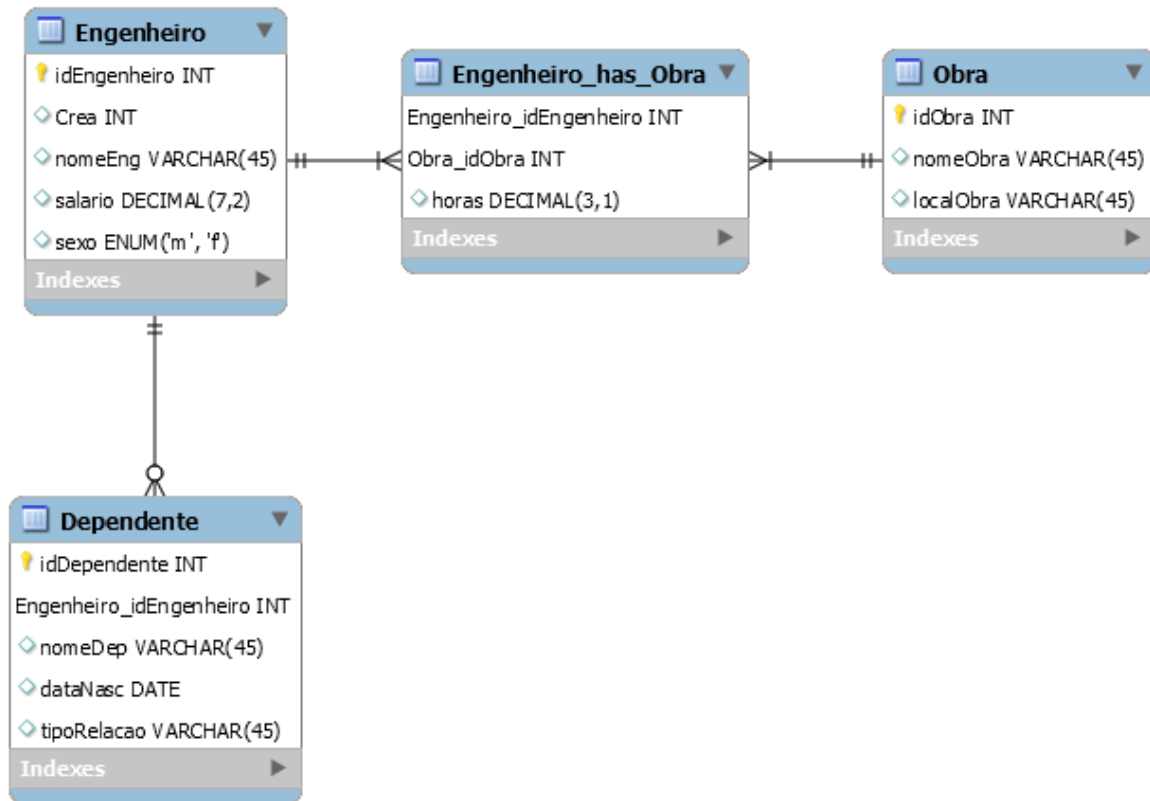 Engenheiro
idEngenheiro INT
Crea INT
nomeEng VARCHAR(45)
salario DECIMAL(7,2)
sexo ENUM('m', 'f')
Indexes
Engenheiro_has_Obra
Engenheiro_idEngenheiro INT
Obra_idObra INT
horas DECIMAL(3,1)
Indexes
Obra
idObra INT
nomeObra VARCHAR(45)
localObra VARCHAR(45)
Indexes
Dependente
idDependente INT
Engenheiro_idEngenheiro INT
nomeDep VARCHAR(45)
dataNasc DATE
tipoRelacao VARCHAR(45)
Indexes